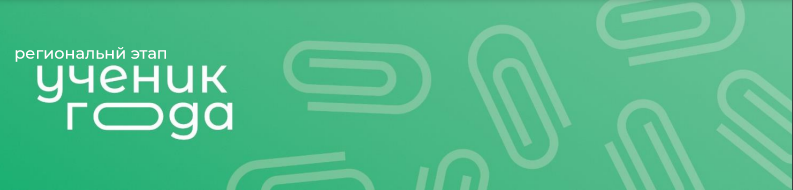 региональнй этап
ученик
года